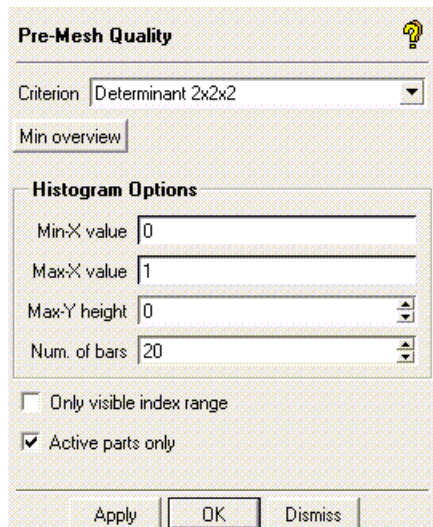 Pre-Mesh Quality
?
Criterion Determinant 2x2x2
Min overview
Histogram Options
Min-X value 0
Max-X value 1
Max-Y height 0
Num. of bars 20
Only visible index range
Active parts only
Apply OK Dismiss